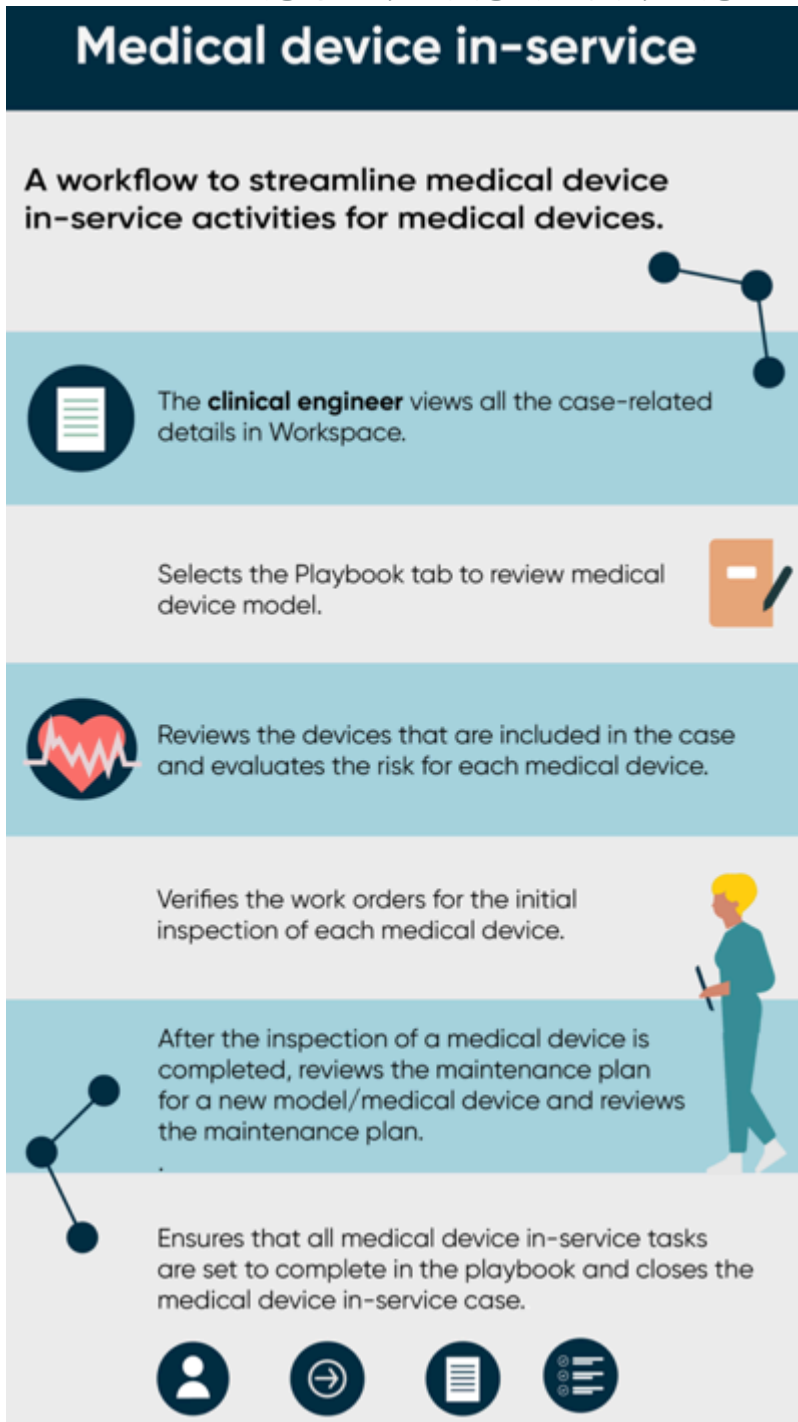 Medical device in-service
A workflow to streamline medical device
in-service activities for medical devices.
The clinical engineer views all the case-related
details in Workspace.
Selects the Playbook tab to review medical
device model.
Reviews the devices that are included in the case
and evaluates the risk for each medical device.
Verifies the work orders for the initial
inspection of each medical device.
After the inspection of a medical device is
completed, reviews the maintenance plan
for a new model/medical device and reviews
the maintenance plan.
.
Ensures that all medical device in-service tasks
are set to complete in the playbook and closes the
medical device in-service case.